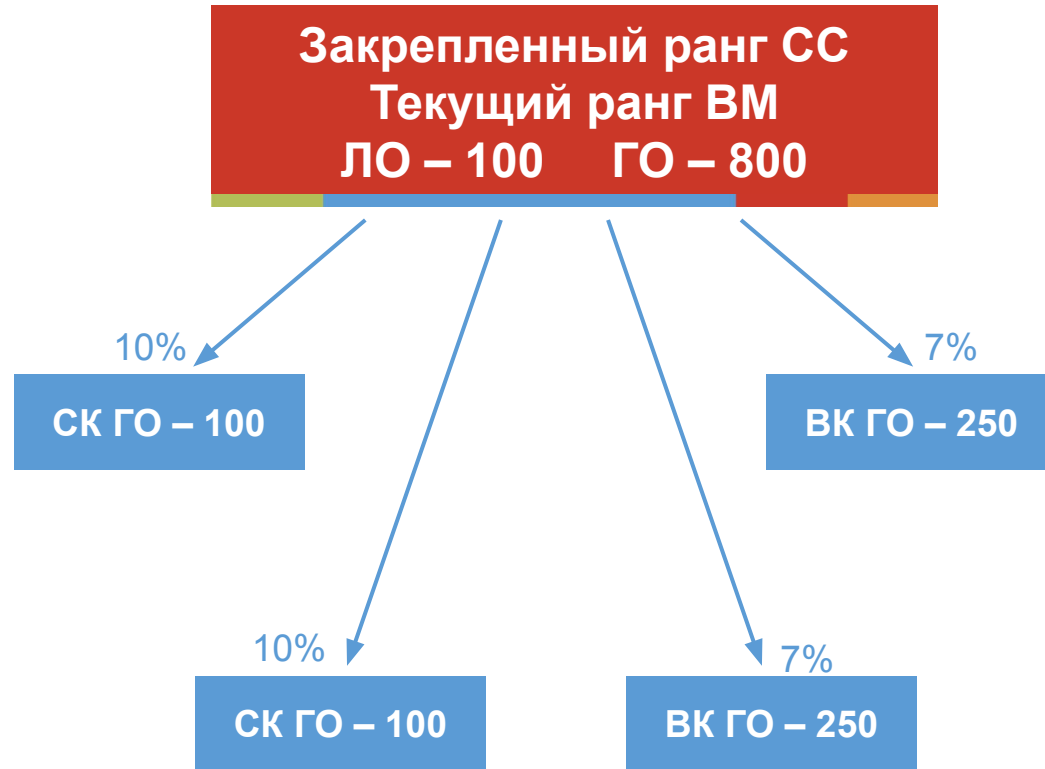 Закрепленный ранг СС
Текущий ранг ВМ
ЛО – 100 ГО – 800
10%
7%
СК ГО – 100
ВК ГО – 250
10%
7%
СК ГО – 100
ВК ГО – 250